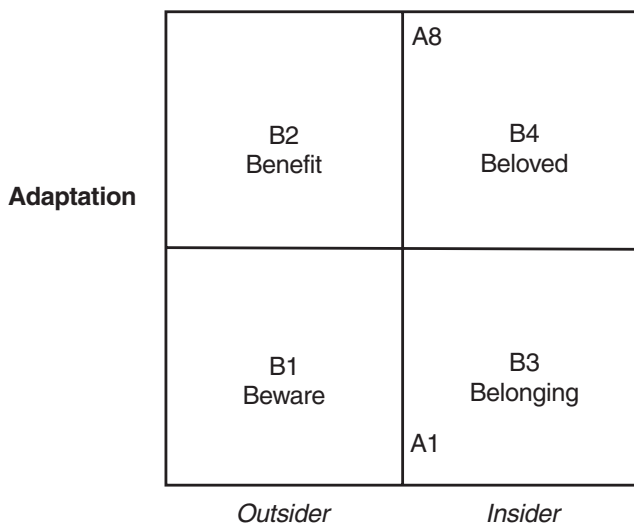 A8
B2
Benefit
B4
Beloved
Adaptation
B1
Beware
B3
Belonging
A1
Outsider
Insider